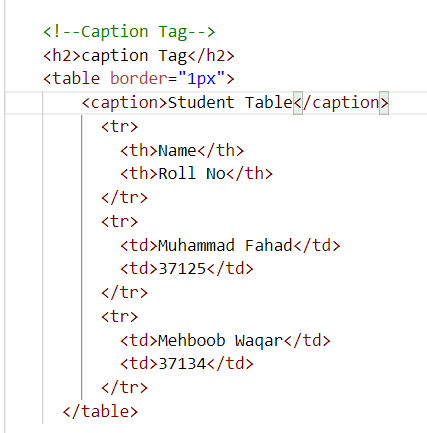 <!--Caption Tag-->
<h2>caption Tag</h2>
<table border="1px">
<caption>Student Table</caption>
<tr>
<th>Name</th>
<th>Roll No</th>
</tr>
<tr>
<td>Muhammad Fahad</td>
<td>37125</td>
</tr>
<tr>
<td>Mehboob Waqar</td>
<td>37134</td>
</tr>
</table>